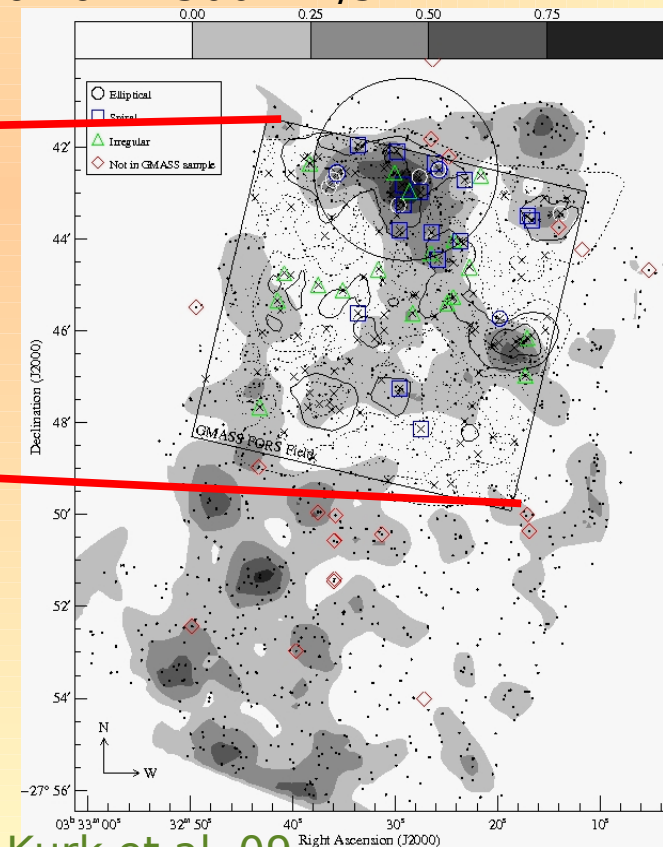 0.00 0.25 0.50 0.75
Elliptical
Spiral
Irregular
Not in GMASS sample
42′
44′
46′
48′
50′
52′
54′
−27° 56′
Declination (J2000)
GMASS FORS Field
N
W
03ʰ 33ᵐ 00ˢ 32ᵐ 50ˢ 40ˢ 30ˢ 20ˢ 10ˢ
Right Ascension (J2000)
Kurk et al. 09